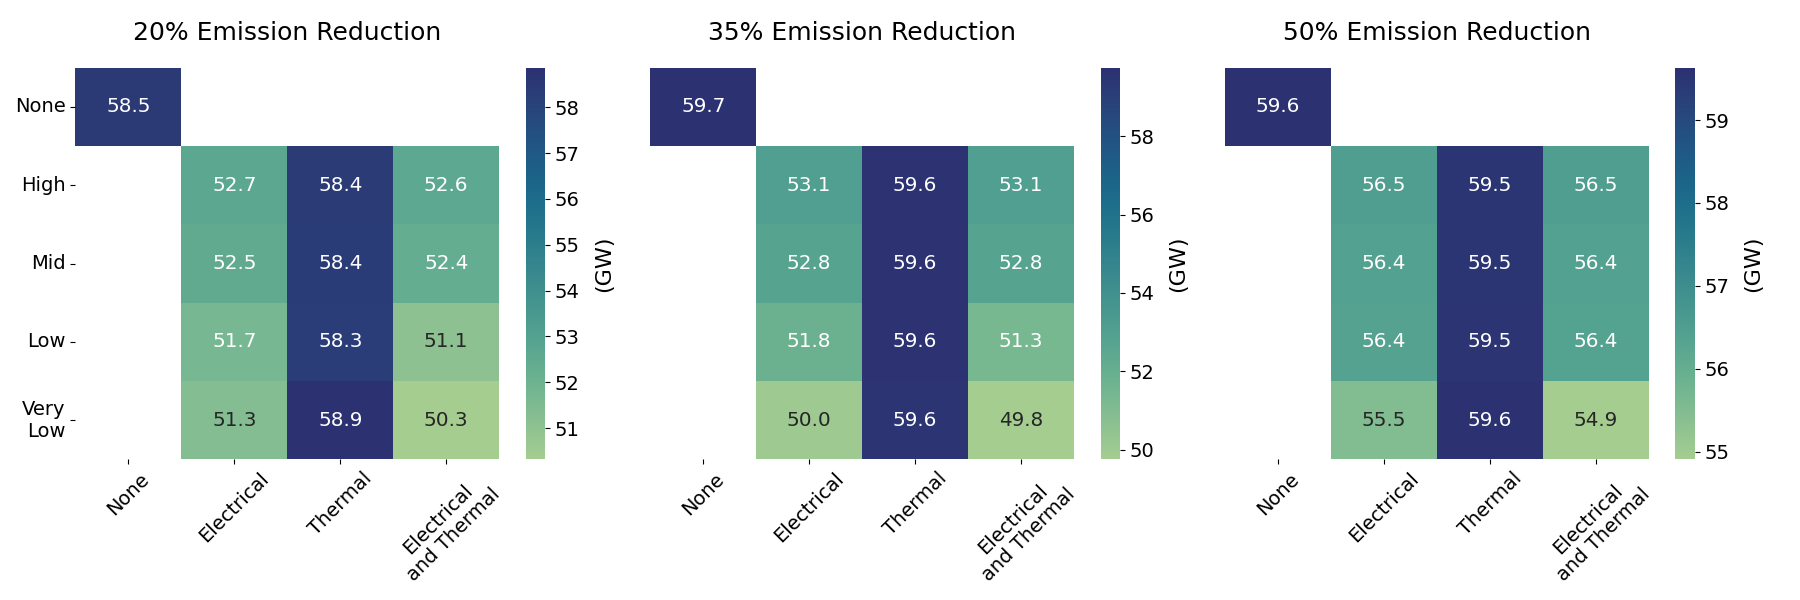 20% Emission Reduction
35% Emission Reduction
50% Emission Reduction
None
High
Mid
Low
Very
Low
58.5
52.7 58.4 52.6
52.5 58.4 52.4
51.7 58.3 51.1
51.3 58.9 50.3
None
Electrical
Thermal
Electrical
and Thermal
58
57
56
55
54
53
52
51
(GW)
59.7
53.1 59.6 53.1
52.8 59.6 52.8
51.8 59.6 51.3
50.0 59.6 49.8
None
Electrical
Thermal
Electrical
and Thermal
58
56
54
52
50
(GW)
59.6
56.5 59.5 56.5
56.4 59.5 56.4
56.4 59.5 56.4
55.5 59.6 54.9
None
Electrical
Thermal
Electrical
and Thermal
59
58
57
56
55
(GW)